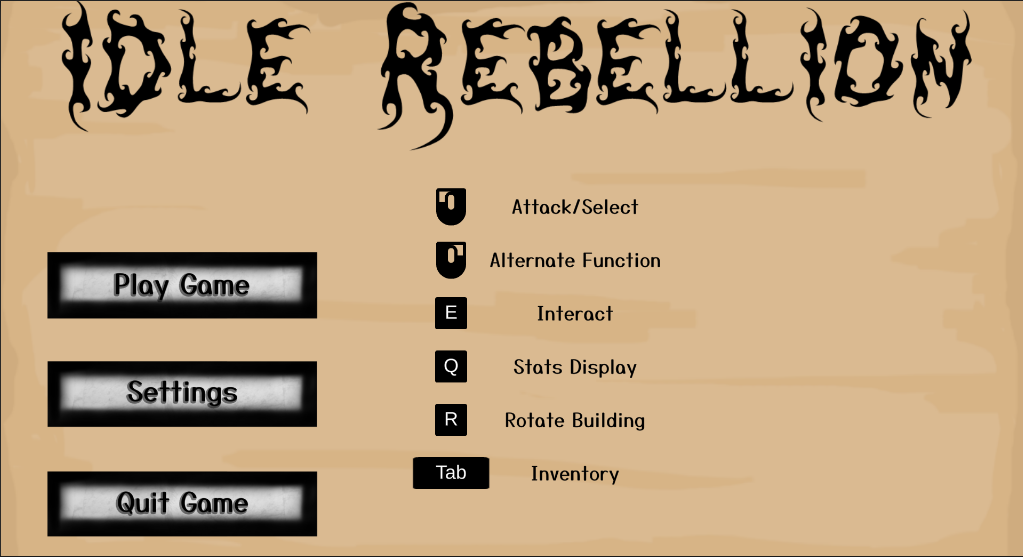 IDLE REBELLION
Attack/Select
Alternate Function
Play Game
E Interact
Q Stats Display
Settings
R Rotate Building
Tab Inventory
Quit Game